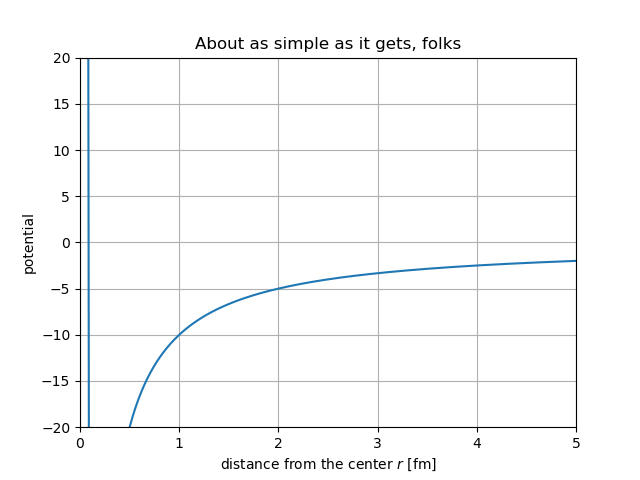 About as simple as it gets, folks
20
15
10
5
0
−5
−10
−15
−20
potential
0 1 2 3 4 5
distance from the center r [fm]